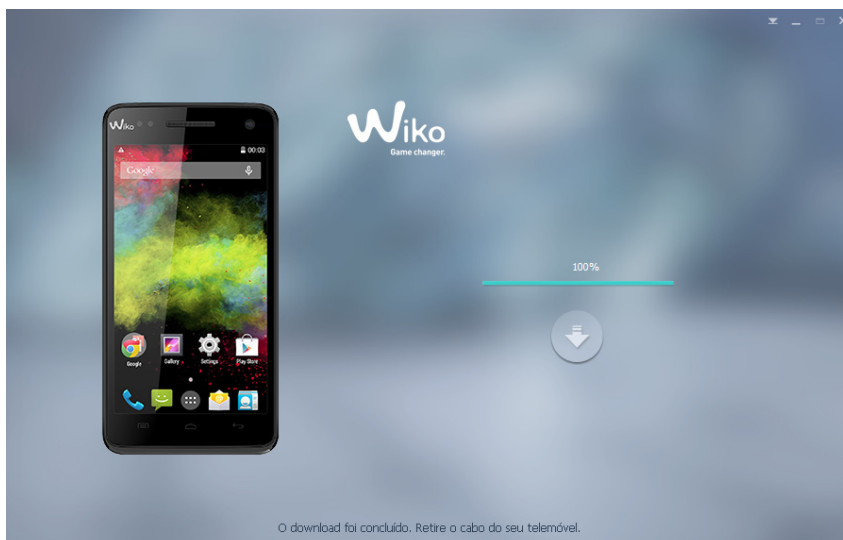 Wiko
Game changer.
Wiko
00:00
Google
100%
Google
Gallery
Settings
Play Store
O download foi concluído. Retire o cabo do seu telemóvel.